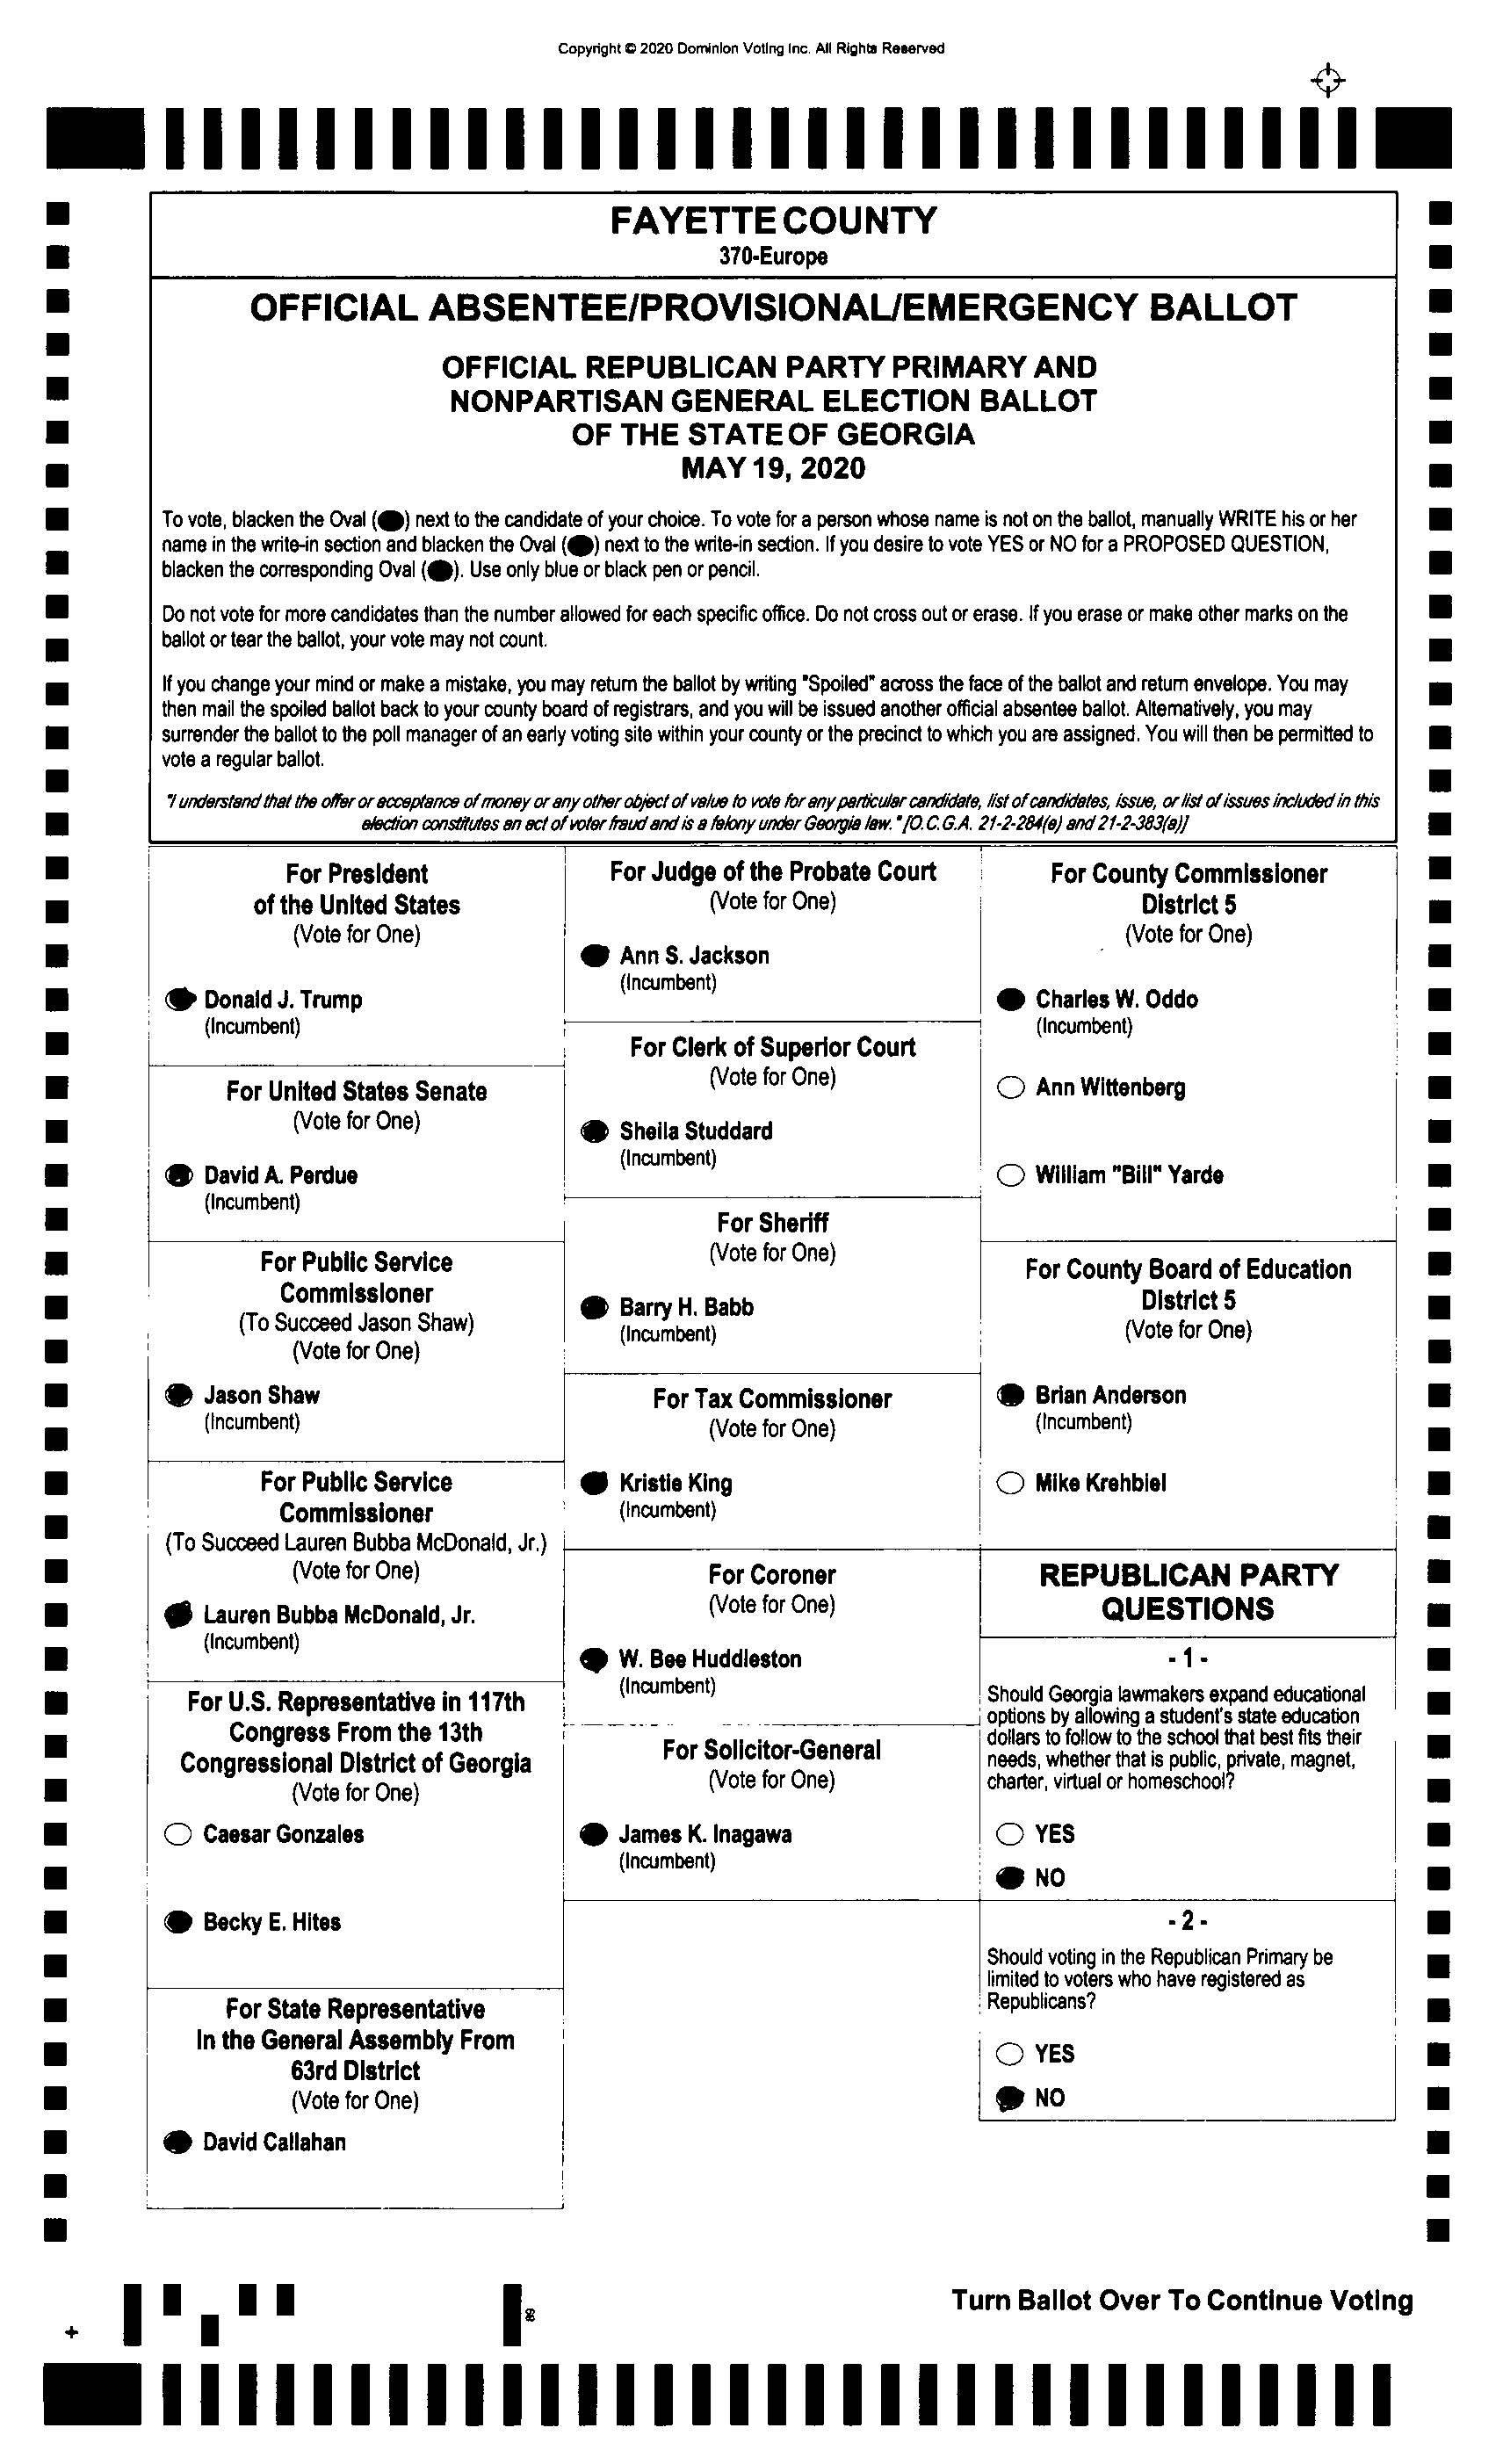 Copyright © 2020 Dominion Voting Inc. All Rights Reserved
FAYETTE COUNTY
370-Europe
OFFICIAL ABSENTEE/PROVISIONAL/EMERGENCY BALLOT
OFFICIAL REPUBLICAN PARTY PRIMARY AND
NONPARTISAN GENERAL ELECTION BALLOT
OF THE STATE OF GEORGIA
MAY 19, 2020
To vote, blacken the Oval ( ) next to the candidate of your choice. To vote for a person whose name is not on the ballot, manually WRITE his or her
name in the write-in section and blacken the Oval ( ) next to the write-in section. If you desire to vote YES or NO for a PROPOSED QUESTION,
blacken the corresponding Oval ( ). Use only blue or black pen or pencil.
Do not vote for more candidates than the number allowed for each specific office. Do not cross out or erase. If you erase or make other marks on the
ballot or tear the ballot, your vote may not count.
If you change your mind or make a mistake, you may return the ballot by writing "Spoiled" across the face of the ballot and return envelope. You may
then mail the spoiled ballot back to your county board of registrars, and you will be issued another official absentee ballot. Alternatively, you may
surrender the ballot to the poll manager of an early voting site within your county or the precinct to which you are assigned. You will then be permitted to
vote a regular ballot.
"I understand that the offer or acceptance of money or any other object of value to vote for any particular candidate, list of candidates, issue, or list of issues included in this
election constitutes an act of voter fraud and is a felony under Georgia law." [O.C.G.A. 21-2-284(e) and 21-2-383(a)]
For President
of the United States
(Vote for One)
Donald J. Trump
(Incumbent)
For United States Senate
(Vote for One)
David A. Perdue
(Incumbent)
For Public Service
Commissioner
(To Succeed Jason Shaw)
(Vote for One)
Jason Shaw
(Incumbent)
For Public Service
Commissioner
(To Succeed Lauren Bubba McDonald, Jr.)
(Vote for One)
Lauren Bubba McDonald, Jr.
(Incumbent)
For U.S. Representative in 117th
Congress From the 13th
Congressional District of Georgia
(Vote for One)
Caesar Gonzales
Becky E. Hites
For State Representative
In the General Assembly From
63rd District
(Vote for One)
David Callahan
For Judge of the Probate Court
(Vote for One)
Ann S. Jackson
(Incumbent)
For Clerk of Superior Court
(Vote for One)
Sheila Studdard
(Incumbent)
For Sheriff
(Vote for One)
Barry H. Babb
(Incumbent)
For Tax Commissioner
(Vote for One)
Kristie King
(Incumbent)
For Coroner
(Vote for One)
W. Bee Huddleston
(Incumbent)
For Solicitor-General
(Vote for One)
James K. Inagawa
(Incumbent)
For County Commissioner
District 5
(Vote for One)
Charles W. Oddo
(Incumbent)
Ann Wittenberg
William "Bill" Yarde
For County Board of Education
District 5
(Vote for One)
Brian Anderson
(Incumbent)
Mike Krehbiel
REPUBLICAN PARTY
QUESTIONS
- 1 -
Should Georgia lawmakers expand educational
options by allowing a student's state education
dollars to follow to the school that best fits their
needs, whether that is public, private, magnet,
charter, virtual or homeschool?
YES
NO
- 2 -
Should voting in the Republican Primary be
limited to voters who have registered as
Republicans?
YES
NO
Turn Ballot Over To Continue Voting